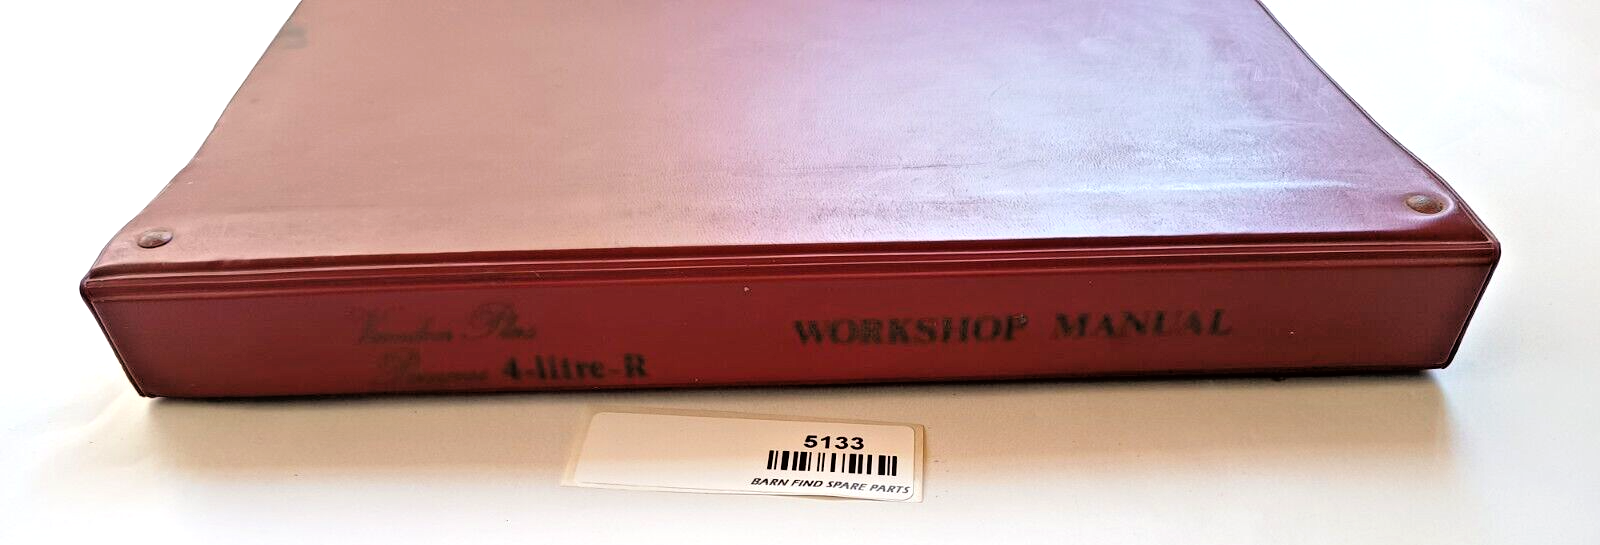 Vanden Plas
Princess 4-litre-R
WORKSHOP MANUAL
5133
BARN FIND SPARE PARTS